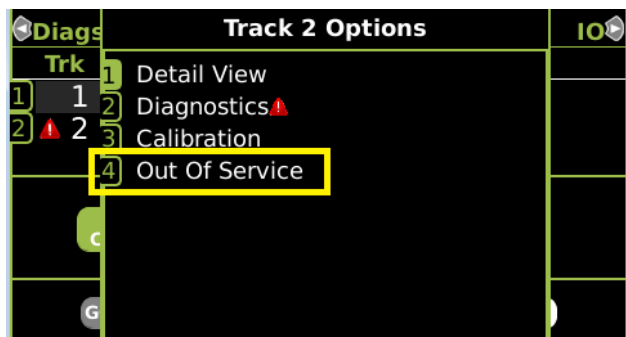 Diags
Track 2 Options
IO
Trk
1 Detail View
1 1
2 Diagnostics
2 2
3 Calibration
4 Out Of Service
C
G